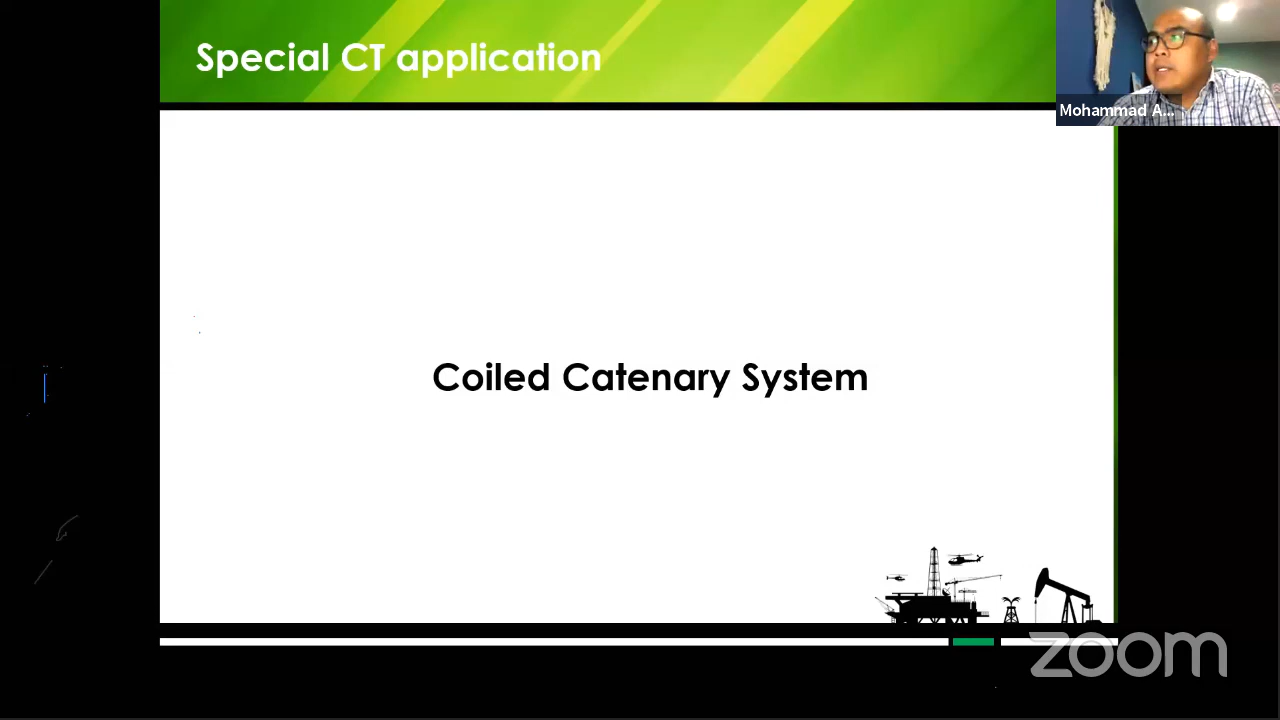 Special CT application
Mohammad A...
Coiled Catenary System
zoom